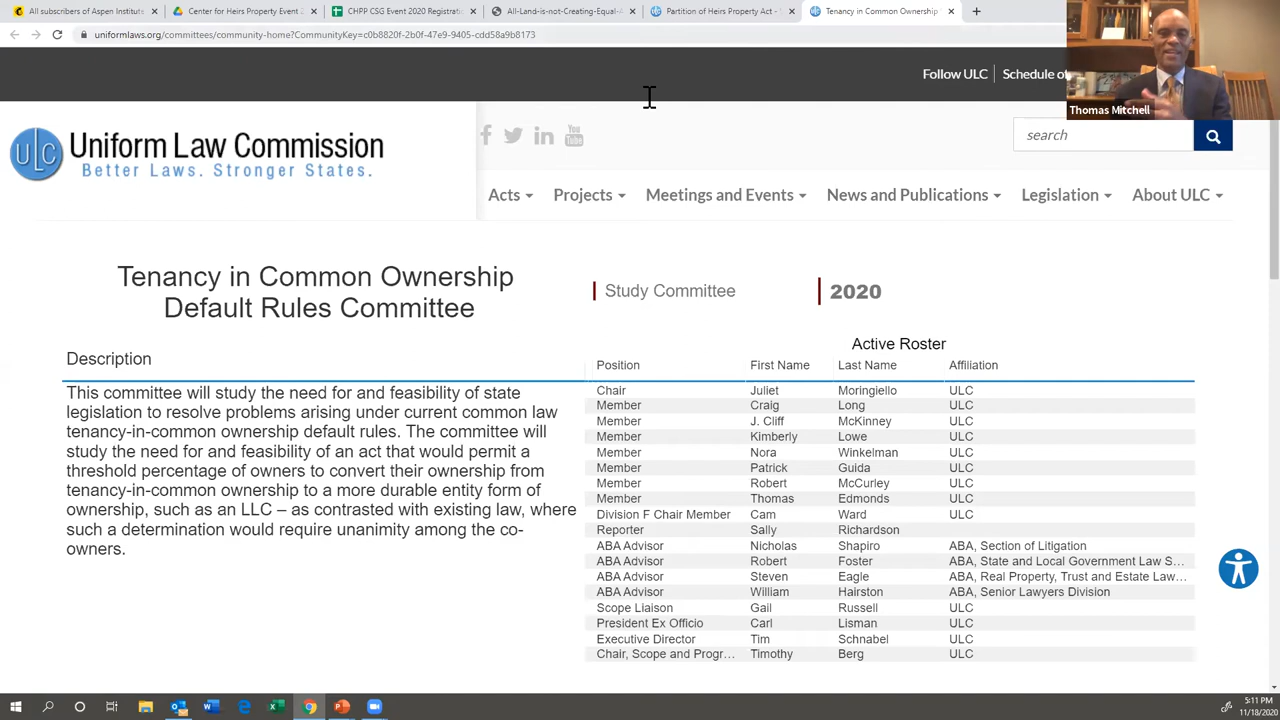 All subscribers of Aspen Institute
Center for Heirs Property Event
CHPP CSG Event 2020 Registrati
All-Land-is-not-Creating-Equal-A
Partition of Heirs Property Act -
Tenancy in Common Ownership
uniformlaws.org/committees/community-home?CommunityKey=c0b8820f-2b0f-47e9-9405-cdd58a9b8173
Follow ULC Schedule of
Thomas Mitchell
ULC Uniform Law Commission
Better Laws. Stronger States.
You Tube
search
Acts Projects Meetings and Events News and Publications Legislation About ULC
Tenancy in Common Ownership
Default Rules Committee
Study Committee 2020
Description
This committee will study the need for and feasibility of state
legislation to resolve problems arising under current common law
tenancy-in-common ownership default rules. The committee will
study the need for and feasibility of an act that would permit a
threshold percentage of owners to convert their ownership from
tenancy-in-common ownership to a more durable entity form of
ownership, such as an LLC – as contrasted with existing law, where
such a determination would require unanimity among the co-
owners.
Active Roster
Position First Name Last Name Affiliation
Chair Juliet Moringiello ULC
Member Craig Long ULC
Member J. Cliff McKinney ULC
Member Kimberly Lowe ULC
Member Nora Winkelman ULC
Member Patrick Guida ULC
Member Robert McCurley ULC
Member Thomas Edmonds ULC
Division F Chair Member Cam Ward ULC
Reporter Sally Richardson
ABA Advisor Nicholas Shapiro ABA, Section of Litigation
ABA Advisor Robert Foster ABA, State and Local Government Law S...
ABA Advisor Steven Eagle ABA, Real Property, Trust and Estate Law...
ABA Advisor William Hairston ABA, Senior Lawyers Division
Scope Liaison Gail Russell ULC
President Ex Officio Carl Lisman ULC
Executive Director Tim Schnabel ULC
Chair, Scope and Progr... Timothy Berg ULC
5:11 PM
11/18/2020